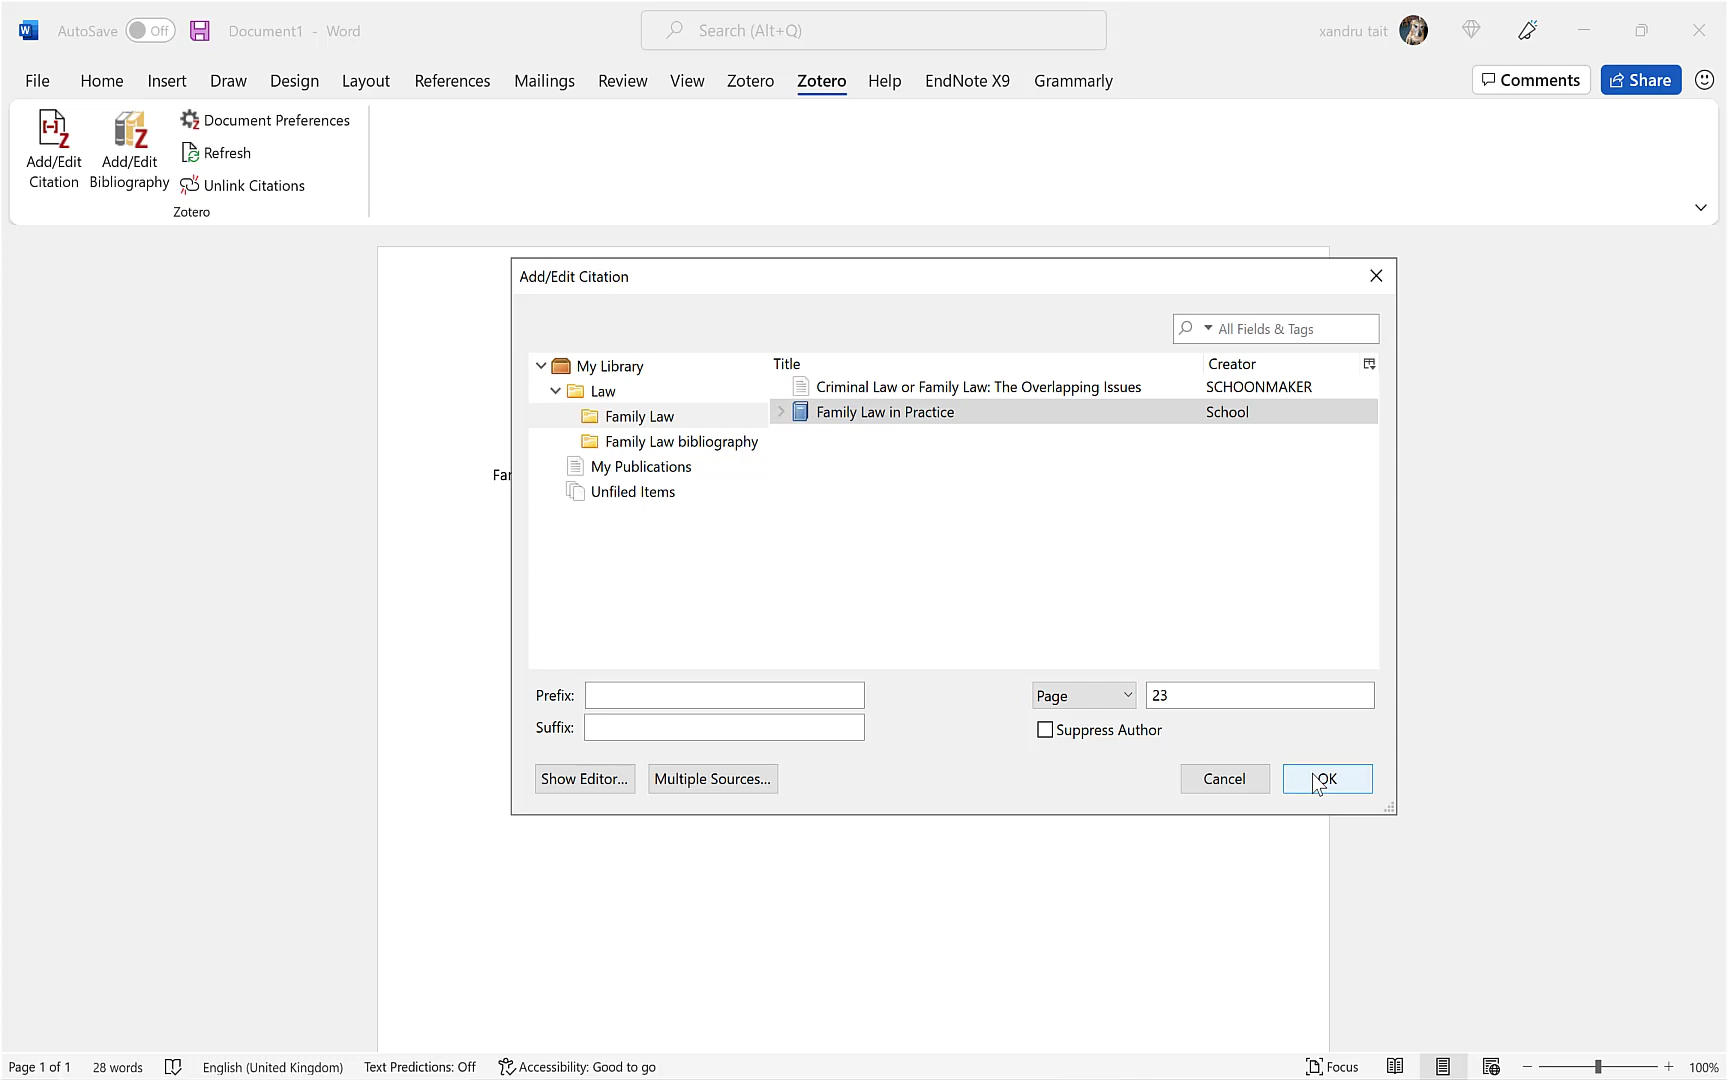 AutoSave Off Document1 - Word Search (Alt+Q) xandru tait
File Home Insert Draw Design Layout References Mailings Review View Zotero Zotero Help EndNote X9 Grammarly Comments Share
Add/Edit
Citation
Add/Edit
Bibliography
Document Preferences
Refresh
Unlink Citations
Zotero
Add/Edit Citation
All Fields & Tags
My Library
Law
Family Law
Family Law bibliography
My Publications
Unfiled Items
Title Creator
Criminal Law or Family Law: The Overlapping Issues SCHOONMAKER
Family Law in Practice School
Prefix:
Suffix:
Page 23
Suppress Author
Show Editor... Multiple Sources... Cancel OK
Page 1 of 1 28 words English (United Kingdom) Text Predictions: Off Accessibility: Good to go Focus 100%